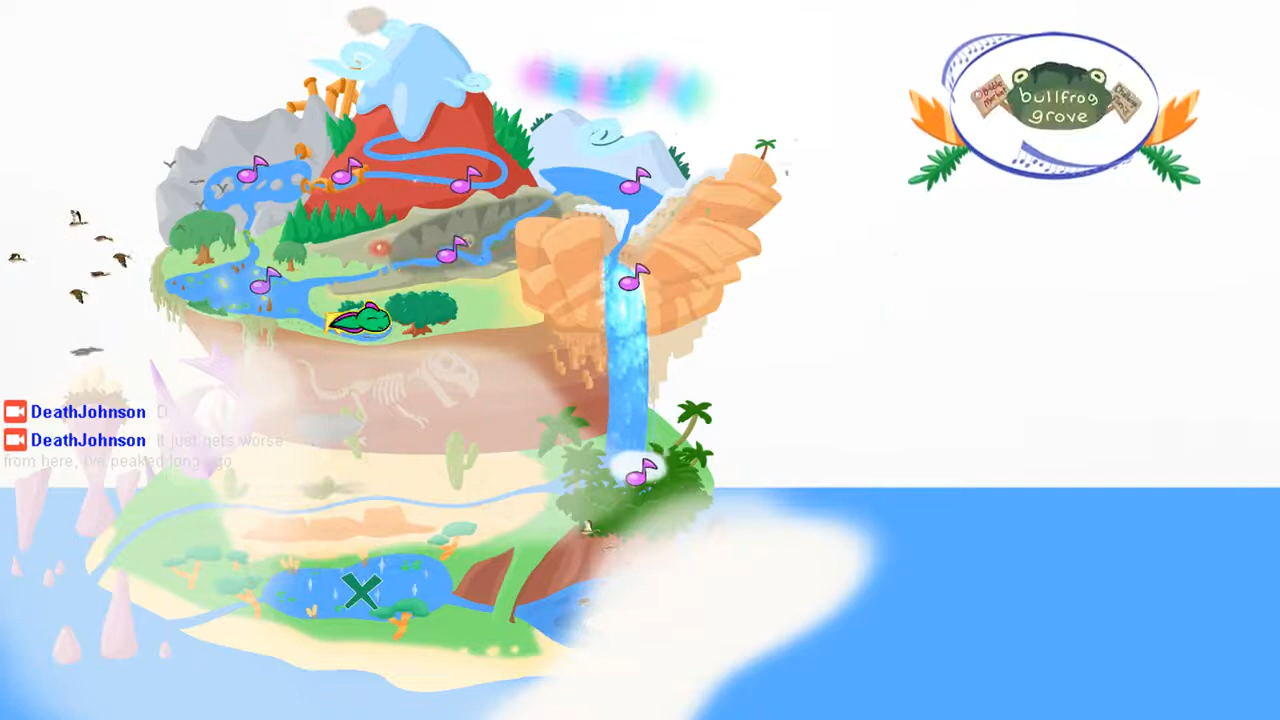 bullfrog
grove
DeathJohnson D
DeathJohnson It just gets worse
from here, I've peaked long ago